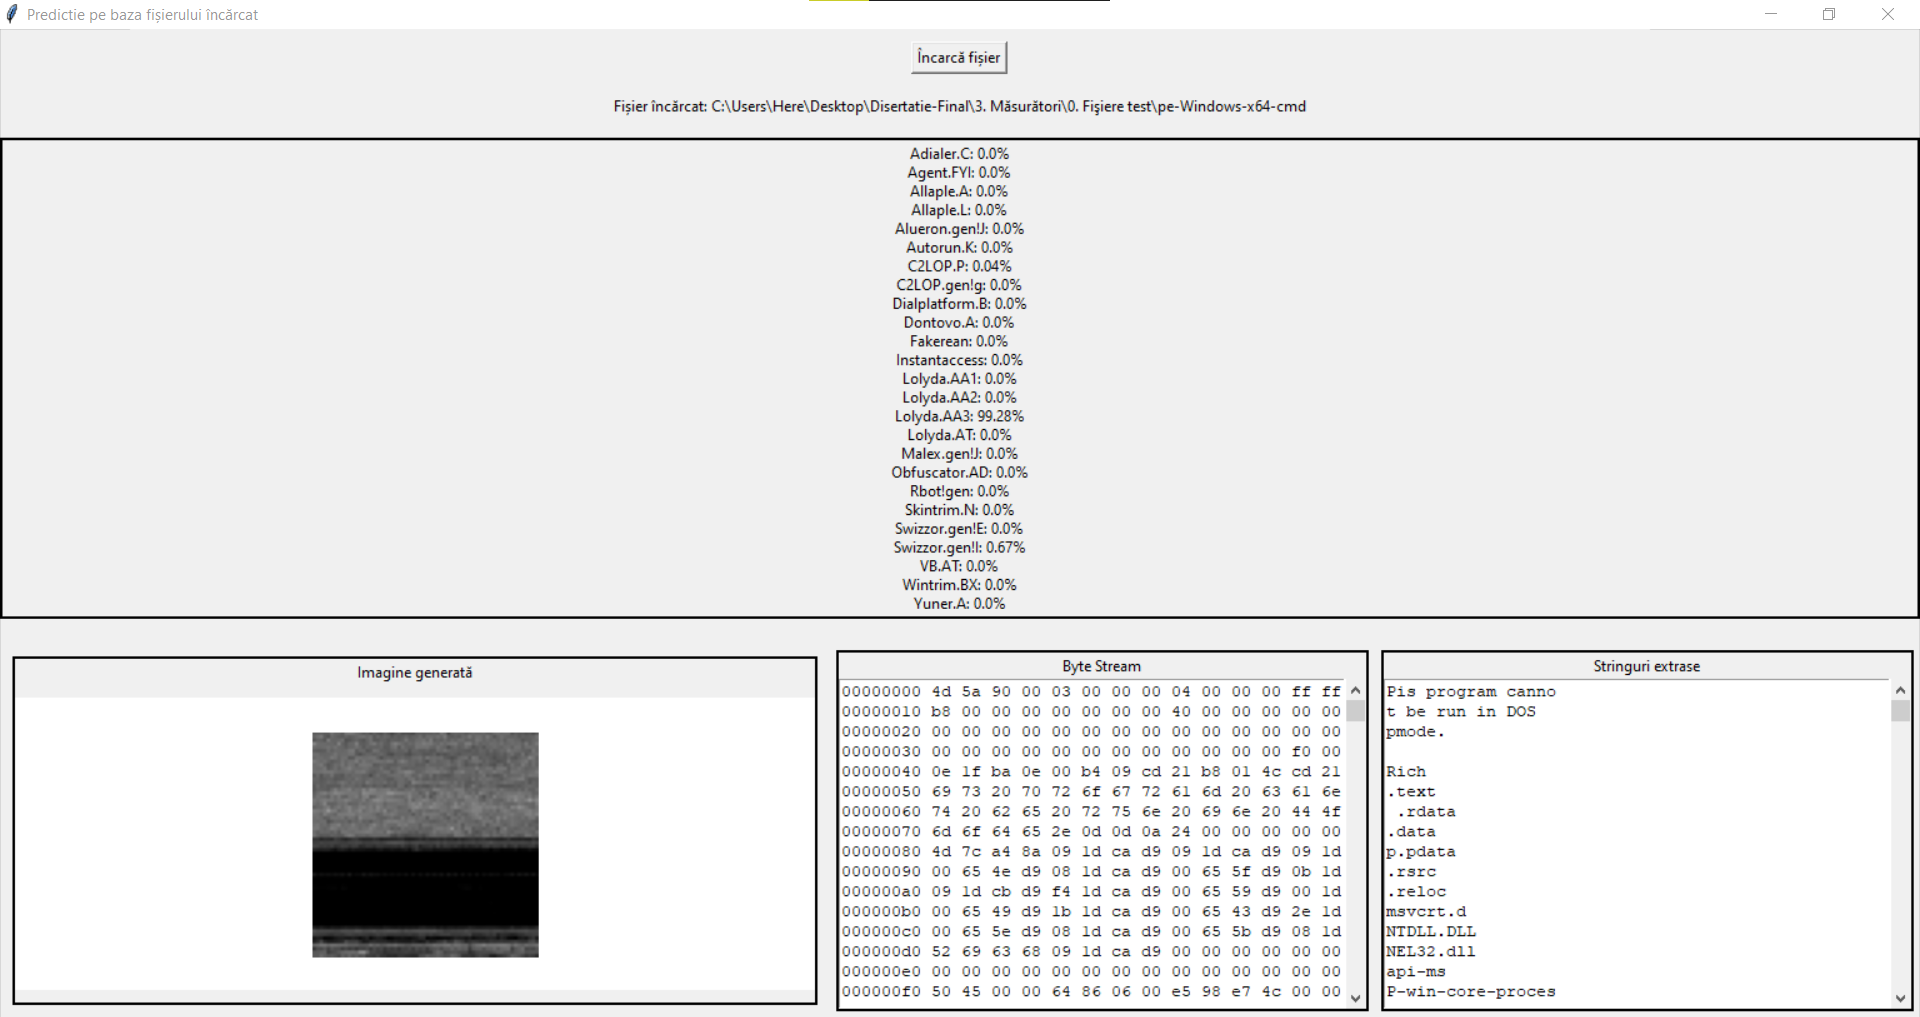 Predictie pe baza fișierului încărcat
Încarcă fișier
Fișier încărcat: C:\Users\Here\Desktop\Disertatie-Final\3. Măsurători\0. Fişiere test\pe-Windows-x64-cmd
Adialer.C: 0.0%
Agent.FYI: 0.0%
Allaple.A: 0.0%
Allaple.L: 0.0%
Alueron.gen!J: 0.0%
Autorun.K: 0.0%
C2LOP.P: 0.04%
C2LOP.gen!g: 0.0%
Dialplatform.B: 0.0%
Dontovo.A: 0.0%
Fakerean: 0.0%
Instantaccess: 0.0%
Lolyda.AA1: 0.0%
Lolyda.AA2: 0.0%
Lolyda.AA3: 99.28%
Lolyda.AT: 0.0%
Malex.gen!J: 0.0%
Obfuscator.AD: 0.0%
Rbot!gen: 0.0%
Skintrim.N: 0.0%
Swizzor.gen!E: 0.0%
Swizzor.gen!I: 0.67%
VB.AT: 0.0%
Wintrim.BX: 0.0%
Yuner.A: 0.0%
Imagine generată
Byte Stream
00000000 4d 5a 90 00 03 00 00 00 04 00 00 00 ff ff
00000010 b8 00 00 00 00 00 00 00 40 00 00 00 00 00
00000020 00 00 00 00 00 00 00 00 00 00 00 00 00 00
00000030 00 00 00 00 00 00 00 00 00 00 00 00 f0 00
00000040 0e 1f ba 0e 00 b4 09 cd 21 b8 01 4c cd 21
00000050 69 73 20 70 72 6f 67 72 61 6d 20 63 61 6e
00000060 74 20 62 65 20 72 75 6e 20 69 6e 20 44 4f
00000070 6d 6f 64 65 2e 0d 0d 0a 24 00 00 00 00 00
00000080 4d 7c a4 8a 09 1d ca d9 09 1d ca d9 09 1d
00000090 00 65 4e d9 08 1d ca d9 00 65 5f d9 0b 1d
000000a0 09 1d cb d9 f4 1d ca d9 00 65 59 d9 00 1d
000000b0 00 65 49 d9 1b 1d ca d9 00 65 43 d9 2e 1d
000000c0 00 65 5e d9 08 1d ca d9 00 65 5b d9 08 1d
000000d0 52 69 63 68 09 1d ca d9 00 00 00 00 00 00
000000e0 00 00 00 00 00 00 00 00 00 00 00 00 00 00
000000f0 50 45 00 00 64 86 06 00 e5 98 e7 4c 00 00
Stringuri extrase
Pis program canno
t be run in DOS
pmode.
Rich
.text
.rdata
.data
p.pdata
.rsrc
.reloc
msvcrt.d
NTDLL.DLL
NEL32.dll
api-ms
P-win-core-proces